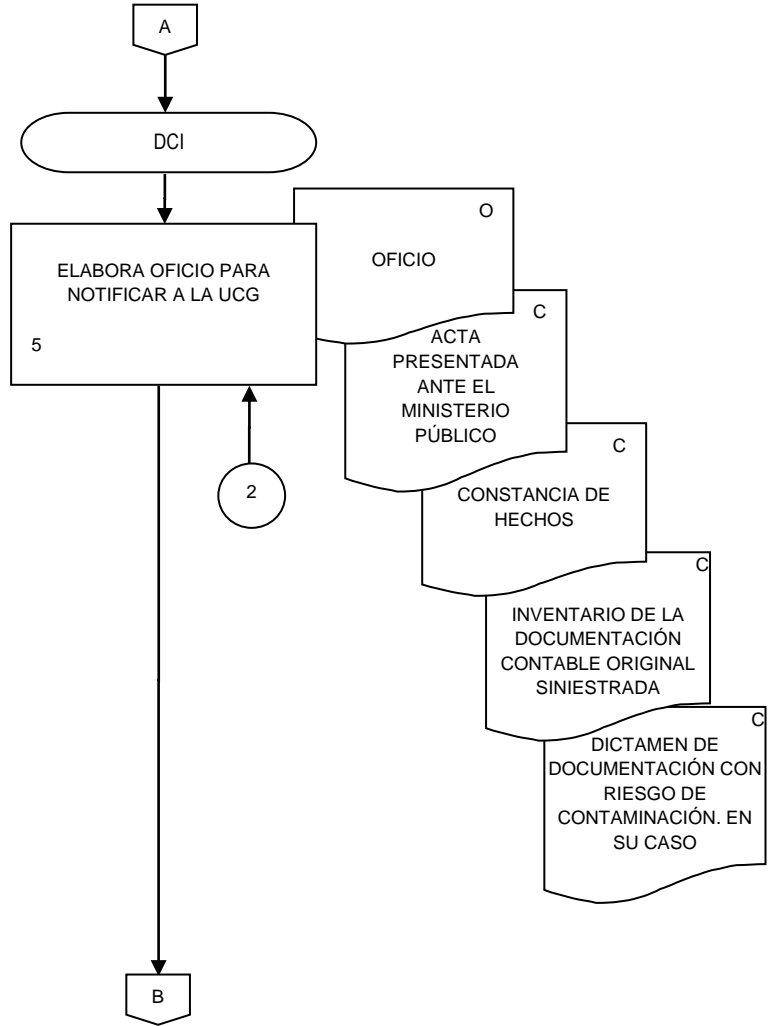 A
DCI
ELABORA OFICIO PARA
NOTIFICAR A LA UCG
5
O
OFICIO
C
ACTA
PRESENTADA
ANTE EL
MINISTERIO
PÚBLICO
2
C
CONSTANCIA DE
HECHOS
C
INVENTARIO DE LA
DOCUMENTACIÓN
CONTABLE ORIGINAL
SINIESTRADA
C
DICTAMEN DE
DOCUMENTACIÓN CON
RIESGO DE
CONTAMINACIÓN. EN
SU CASO
B